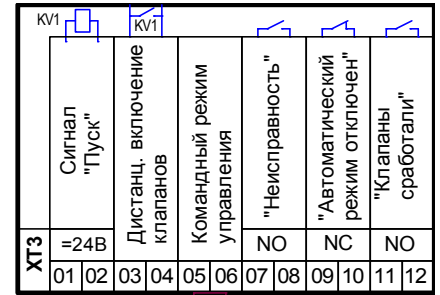 KV1
KV1
Сигнал
"Пуск"
Дистанц. включение
клапанов
Командный режим
управления
"Неисправность"
"Автоматический
режим отключен"
"Клапаны
сработали"
ХТ3
=24В
NO
NC
NO
01 02 03 04 05 06 07 08 09 10 11 12